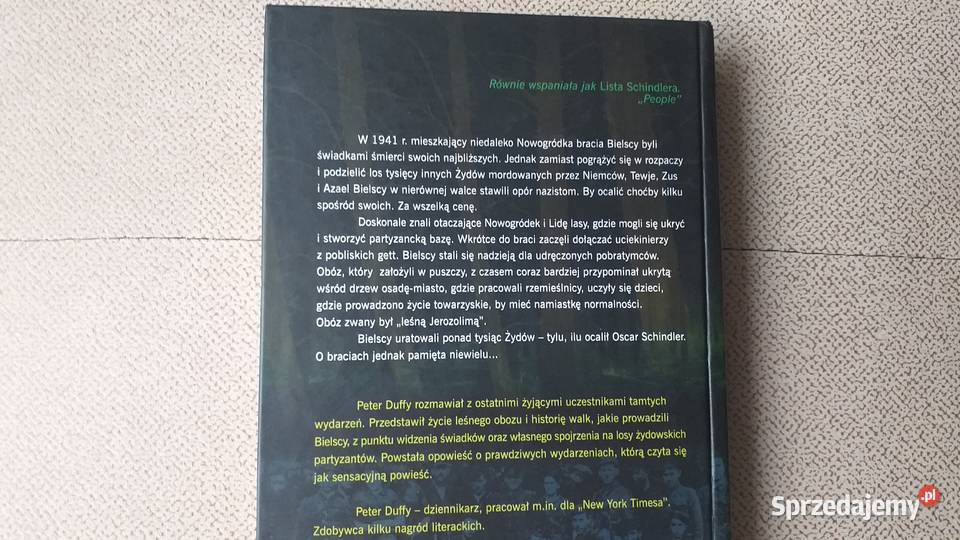 Równie wspaniała jak Lista Schindlera.
„People"
W 1941 r. mieszkający niedaleko Nowogródka bracia Bielscy byli
świadkami śmierci swoich najbliższych. Jednak zamiast pogrążyć się w rozpaczy
i podzielić los tysięcy innych Żydów mordowanych przez Niemców, Tewje, Zus
i Azael Bielscy w nierównej walce stawili opór nazistom. By ocalić choćby kilku
spośród swoich. Za wszelką cenę.
Doskonale znali otaczające Nowogródek i Lidę lasy, gdzie mogli się ukryć
i stworzyć partyzancką bazę. Wkrótce do braci zaczęli dołączać uciekinierzy
z pobliskich gett. Bielscy stali się nadzieją dla udręczonych pobratymców.
Obóz, który założyli w puszczy, z czasem coraz bardziej przypominał ukrytą
wśród drzew osadę-miasto, gdzie pracowali rzemieślnicy, uczyły się dzieci,
gdzie prowadzono życie towarzyskie, by mieć namiastkę normalności.
Obóz zwany był „leśną Jerozolimą".
Bielscy uratowali ponad tysiąc Żydów – tylu, ilu ocalił Oscar Schindler.
O braciach jednak pamięta niewielu...
Peter Duffy rozmawiał z ostatnimi żyjącymi uczestnikami tamtych
wydarzeń. Przedstawił życie leśnego obozu i historię walk, jakie prowadzili
Bielscy, z punktu widzenia świadków oraz własnego spojrzenia na losy żydowskich
partyzantów. Powstała opowieść o prawdziwych wydarzeniach, którą czyta się
jak sensacyjną powieść.
Peter Duffy – dziennikarz, pracował m.in. dla „New York Timesa".
Zdobywca kilku nagród literackich.
Sprzedajemy.pl